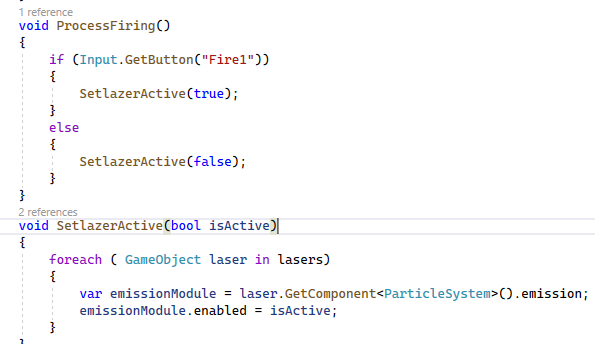 1 reference
void ProcessFiring()
{
if (Input.GetButton("Fire1"))
{
SetlazerActive(true);
}
else
{
SetlazerActive(false);
}
}
2 references
void SetlazerActive(bool isActive)
{
foreach ( GameObject laser in lasers)
{
var emissionModule = laser.GetComponent<ParticleSystem>().emission;
emissionModule.enabled = isActive;
}
}